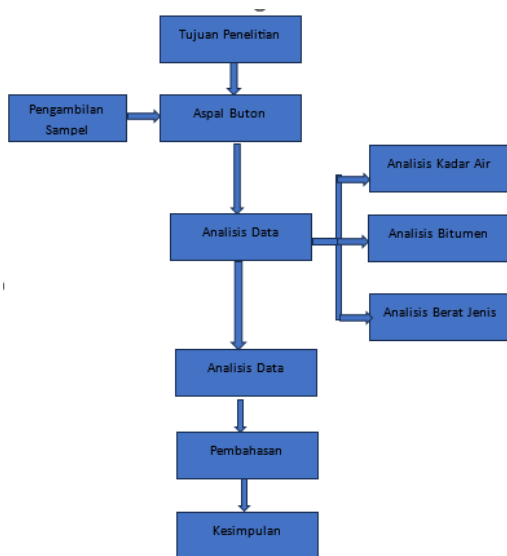 Tujuan Penelitian
Pengambilan
Sampel
Aspal Buton
Analisis Kadar Air
Analisis Data
Analisis Bitumen
Analisis Berat Jenis
Analisis Data
Pembahasan
Kesimpulan